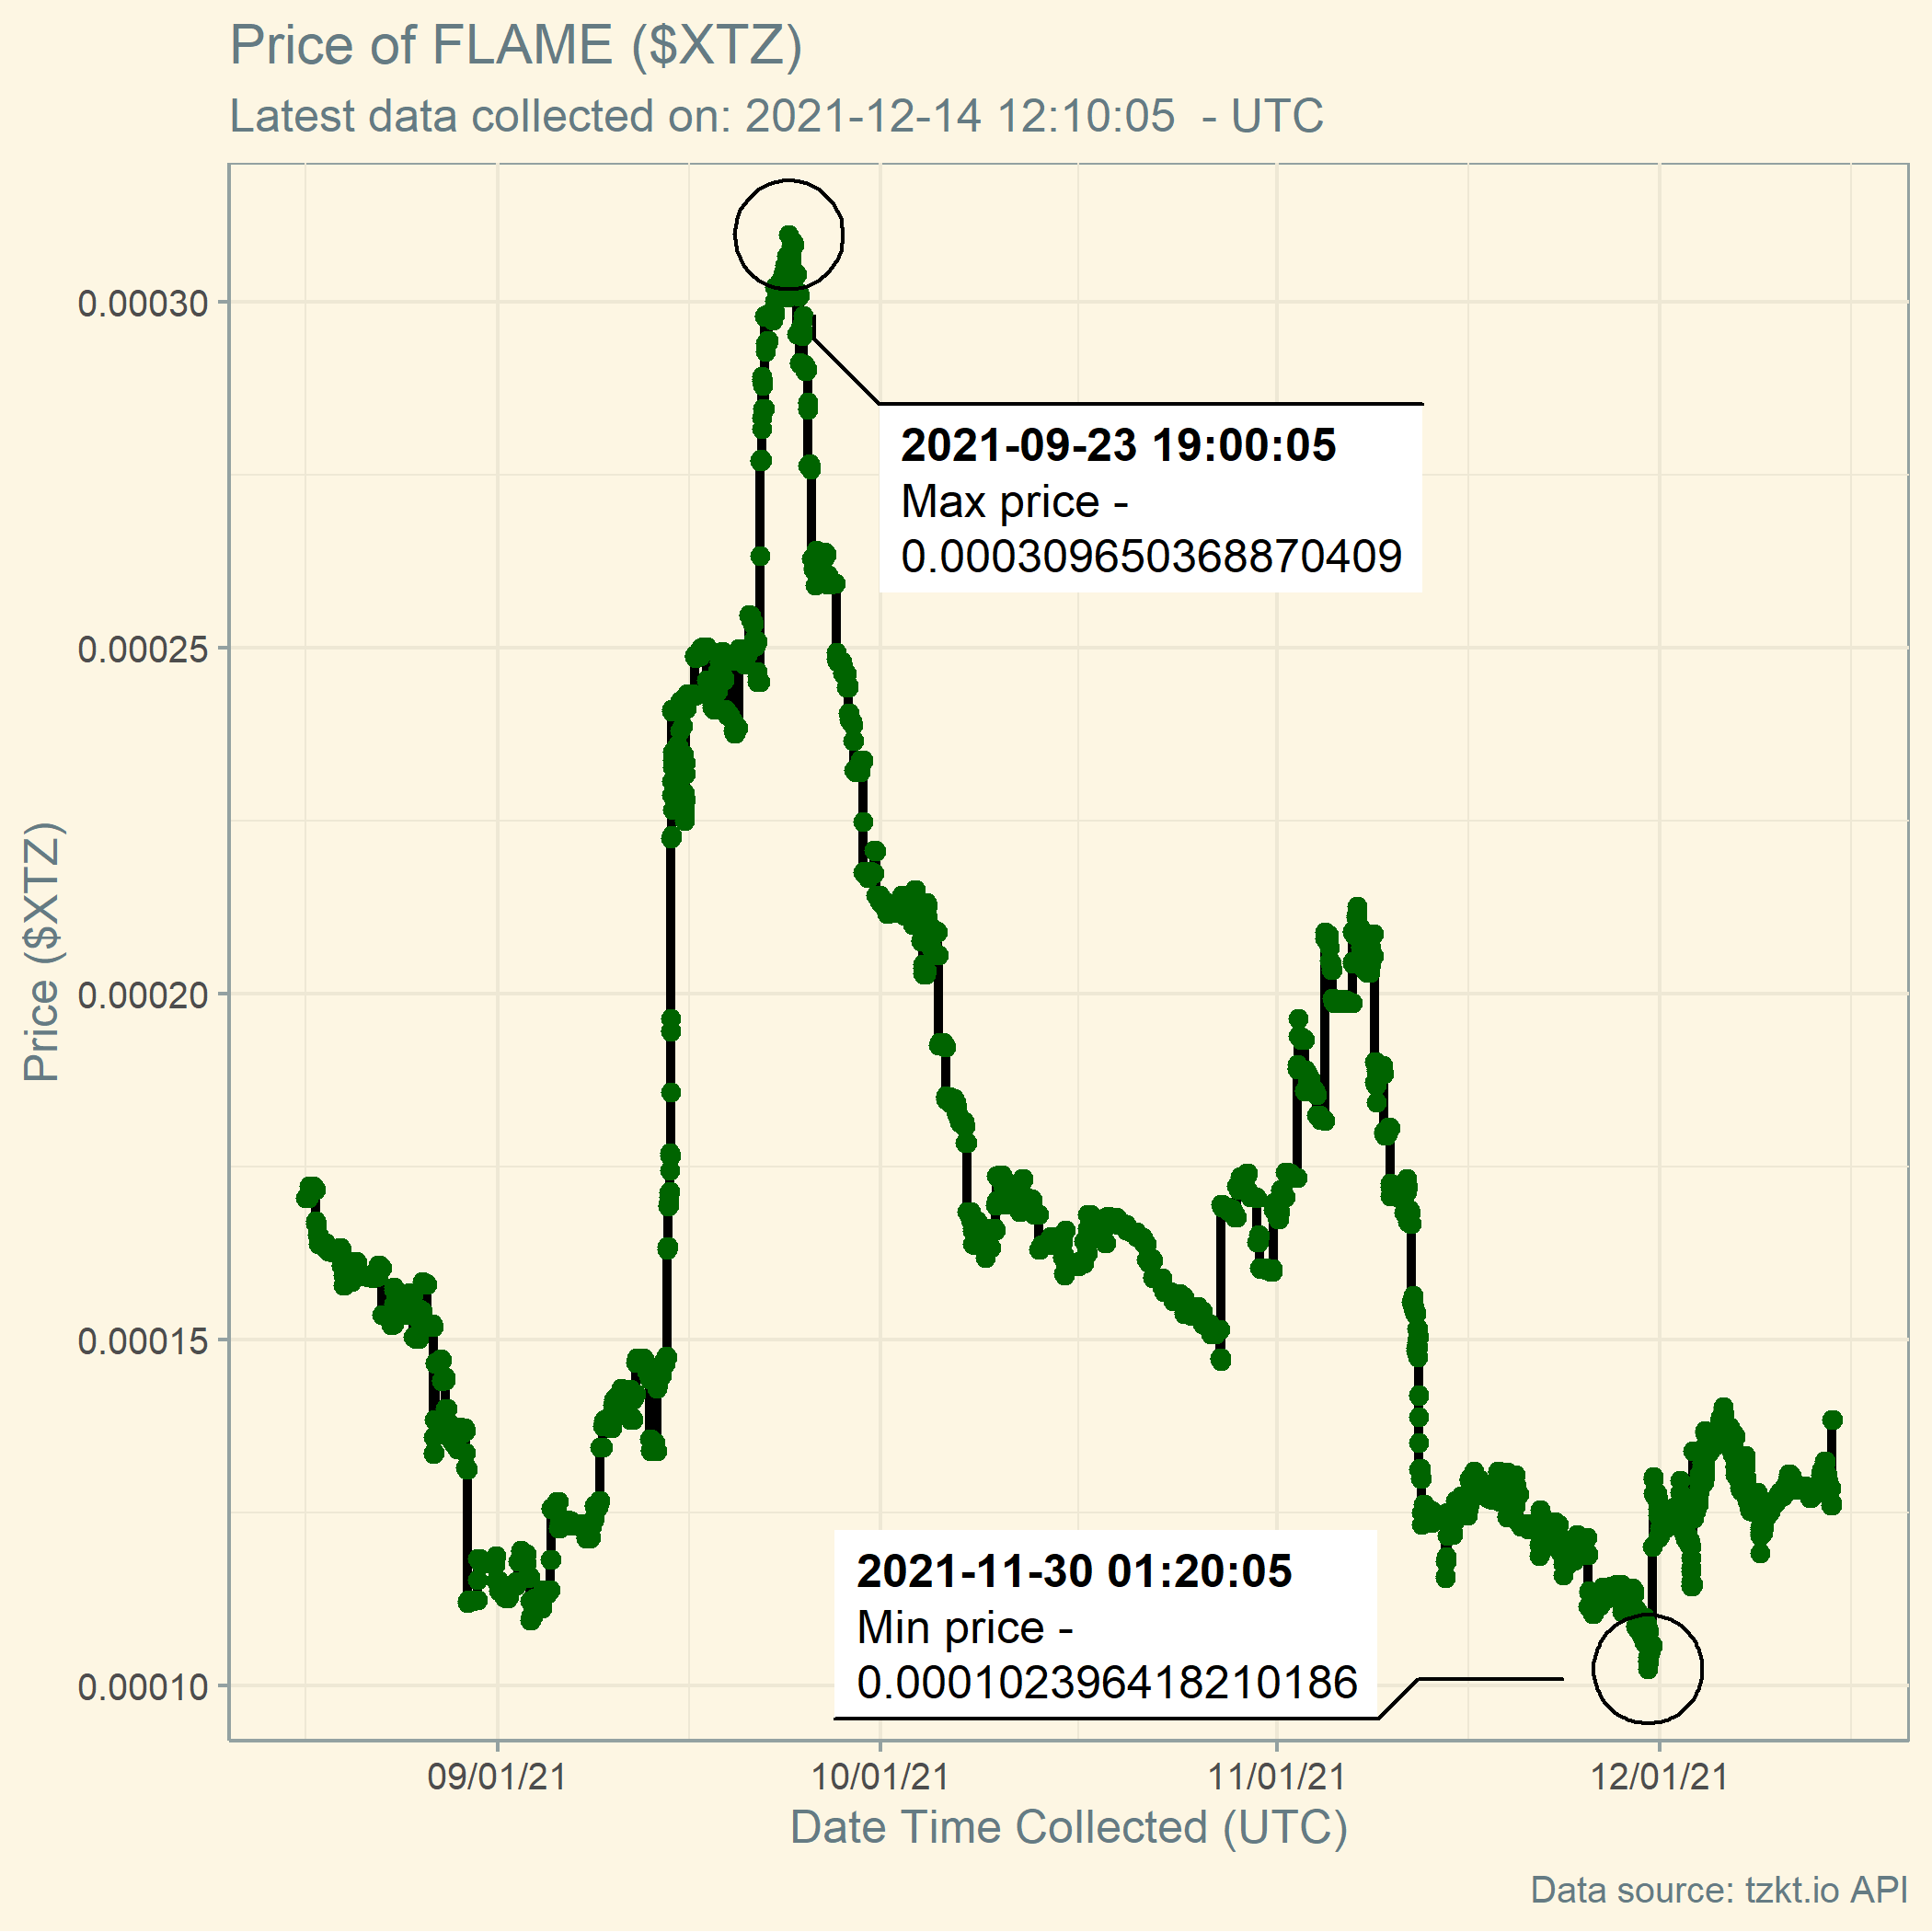 Price of FLAME ($XTZ)
Latest data collected on: 2021-12-14 12:10:05  - UTC
0.00030
2021-09-23 19:00:05
Max price -
0.000309650368870409
0.00025
Price ($XTZ)
0.00020
0.00015
2021-11-30 01:20:05
Min price -
0.000102396418210186
0.00010
09/01/21
10/01/21
11/01/21
12/01/21
Date Time Collected (UTC)
Data source: tzkt.io API